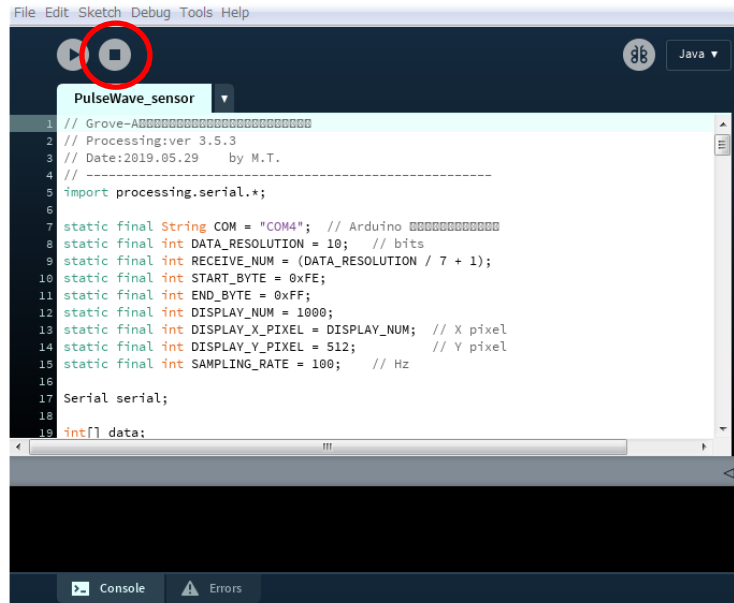 File Edit Sketch Debug Tools Help
Java ▼
PulseWave_sensor ▼
1 // Grove-A
2 // Processing:ver 3.5.3
3 // Date:2019.05.29    by M.T.
4 // ------------------------------------------------------
5 import processing.serial.*;
6
7 static final String COM = "COM4";  // Arduino
8 static final int DATA_RESOLUTION = 10;   // bits
9 static final int RECEIVE_NUM = (DATA_RESOLUTION / 7 + 1);
10 static final int START_BYTE = 0xFE;
11 static final int END_BYTE = 0xFF;
12 static final int DISPLAY_NUM = 1000;
13 static final int DISPLAY_X_PIXEL = DISPLAY_NUM;  // X pixel
14 static final int DISPLAY_Y_PIXEL = 512;          // Y pixel
15 static final int SAMPLING_RATE = 100;    // Hz
16
17 Serial serial;
18
19 int[] data;
Console
Errors